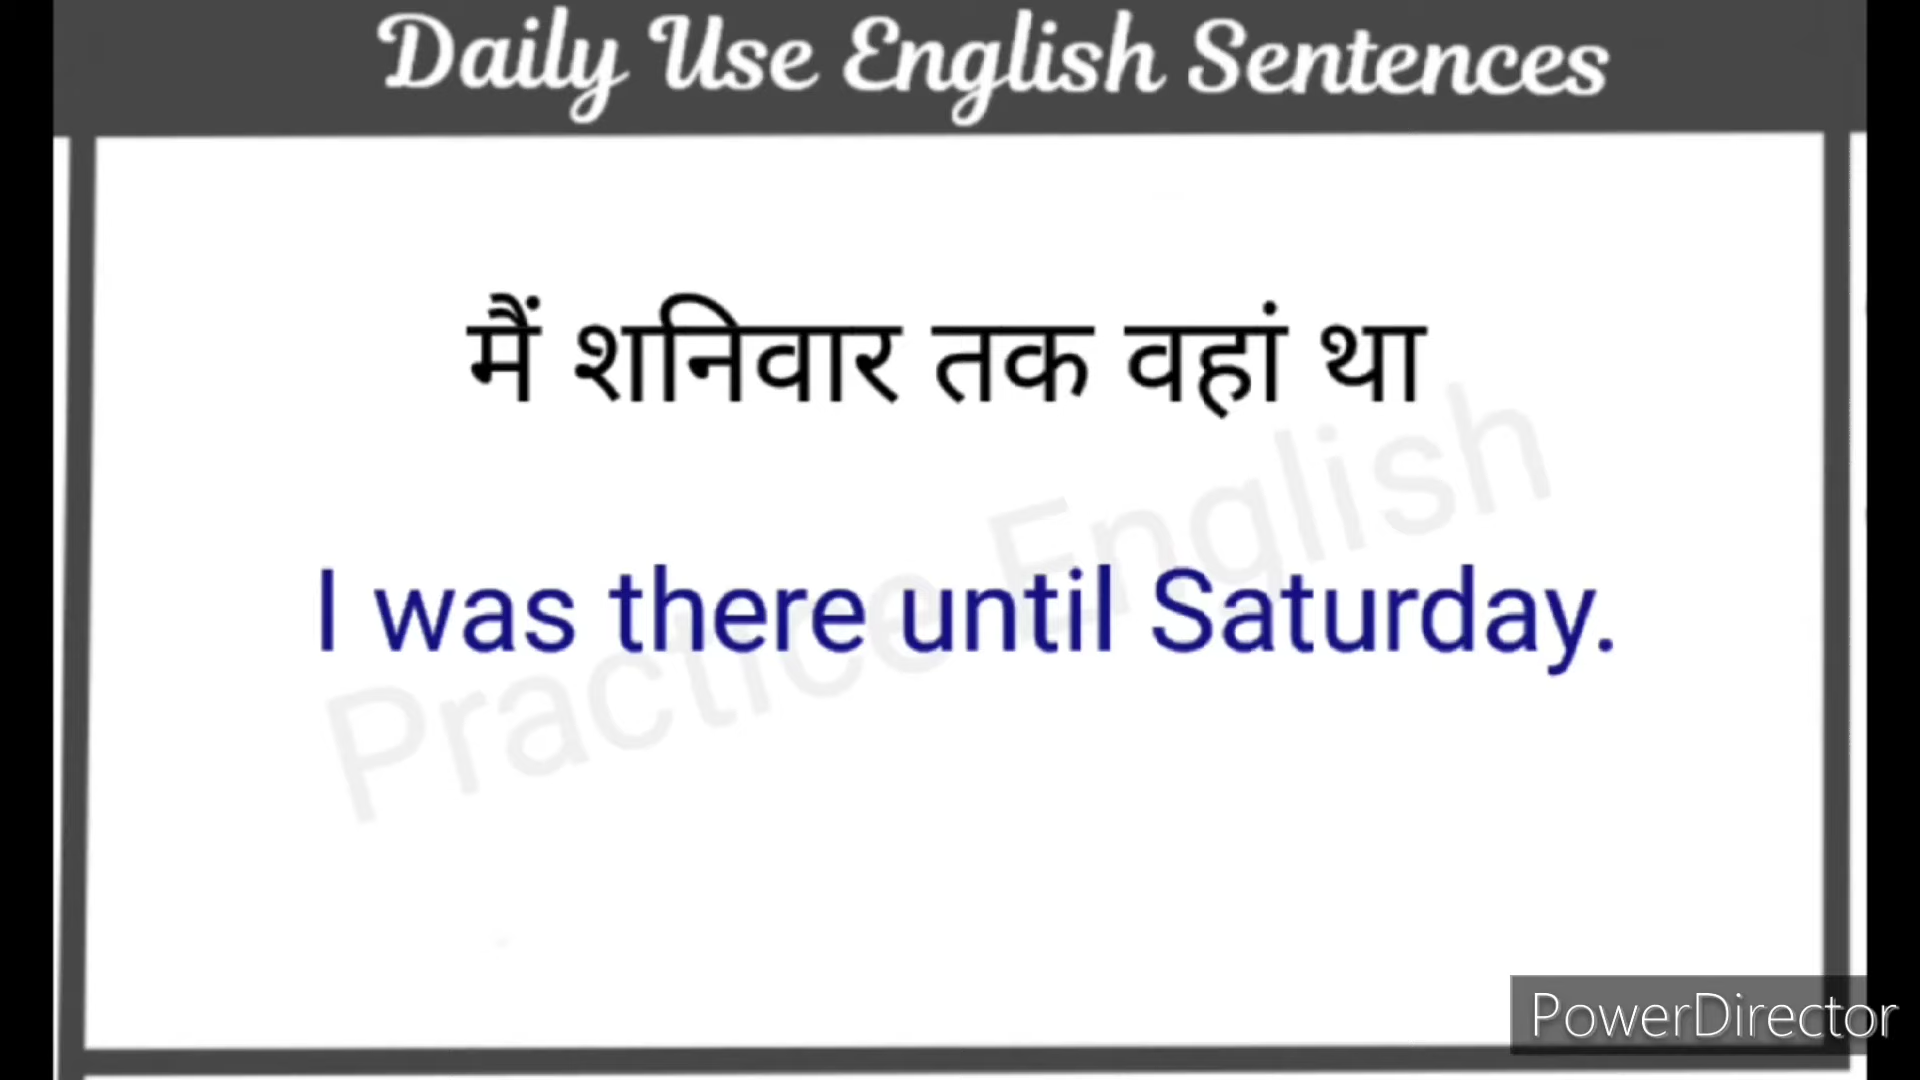 Daily Use English Sentences
मैं शनिवार तक वहां था
I was there until Saturday.
Practice English
PowerDirector